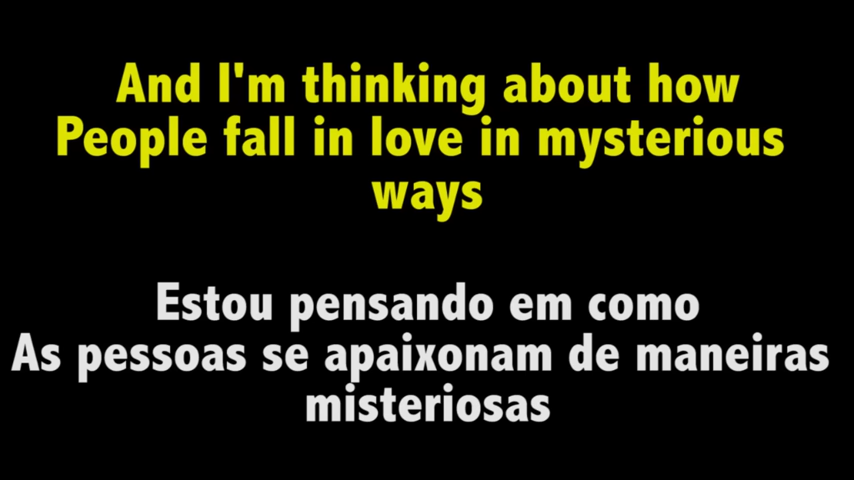 And I'm thinking about how
People fall in love in mysterious
ways
Estou pensando em como
As pessoas se apaixonam de maneiras
misteriosas